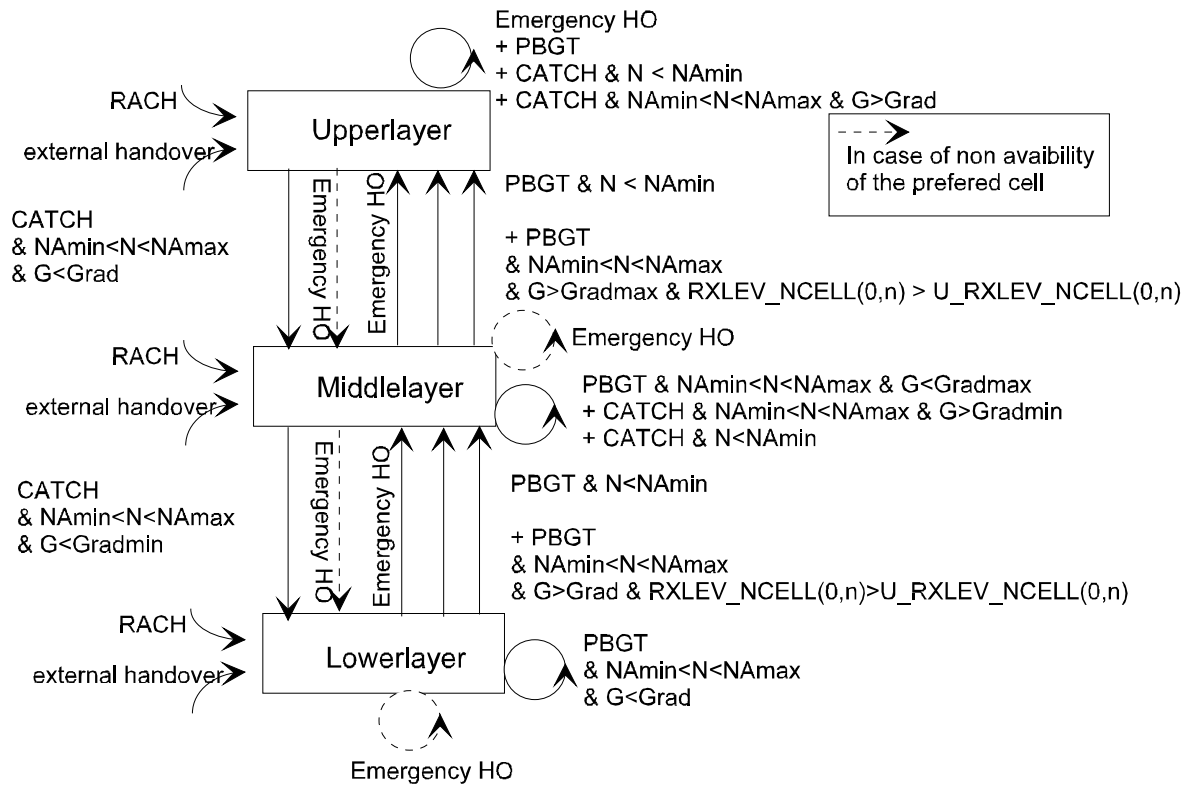 Emergency HO
+ PBGT
+ CATCH & N < NAmin
+ CATCH & NAmin<N<NAmax & G>Grad
RACH
Upperlayer
external handover
In case of non avaibility
of the prefered cell
CATCH
& NAmin<N<NAmax
& G<Grad
Emergency HO
Emergency HO
PBGT & N < NAmin
+ PBGT
& NAmin<N<NAmax
& G>Gradmax & RXLEV_NCELL(0,n) > U_RXLEV_NCELL(0,n)
Emergency HO
RACH
Middlelayer
external handover
PBGT & NAmin<N<NAmax & G<Gradmax
+ CATCH & NAmin<N<NAmax & G>Gradmin
+ CATCH & N<NAmin
CATCH
& NAmin<N<NAmax
& G<Gradmin
Emergency HO
Emergency HO
PBGT & N<NAmin
+ PBGT
& NAmin<N<NAmax
& G>Grad & RXLEV_NCELL(0,n)>U_RXLEV_NCELL(0,n)
RACH
Lowerlayer
external handover
PBGT
& NAmin<N<NAmax
& G<Grad
Emergency HO